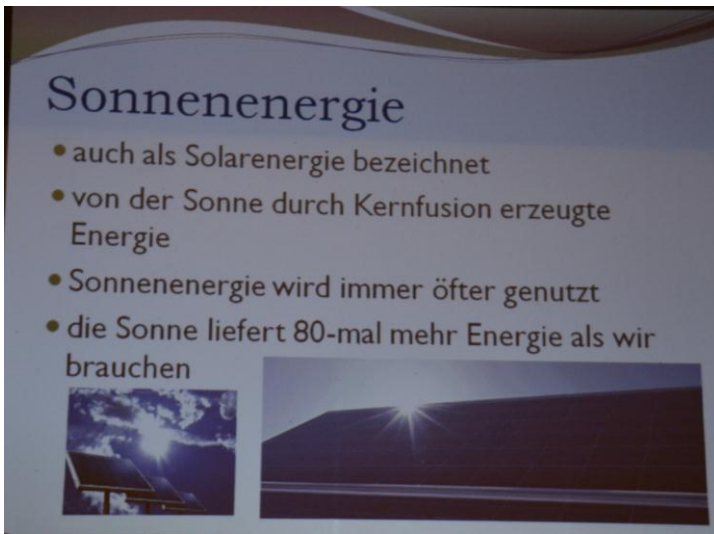 Sonnenenergie
• auch als Solarenergie bezeichnet
• von der Sonne durch Kernfusion erzeugte
Energie
• Sonnenenergie wird immer öfter genutzt
• die Sonne liefert 80-mal mehr Energie als wir
brauchen